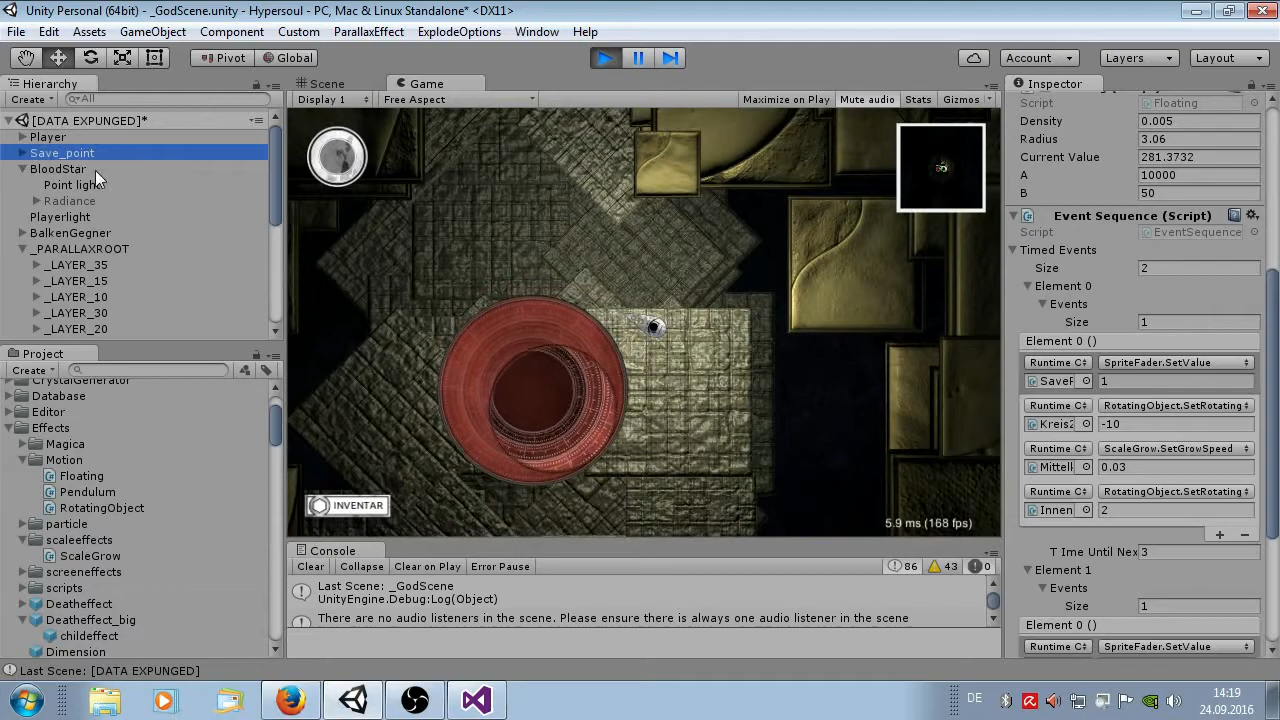 Unity Personal (64bit) - _GodScene.unity - Hypersoul - PC, Mac & Linux Standalone* <DX11>
File Edit Assets GameObject Component Custom ParallaxEffect ExplodeOptions Window Help
Pivot Global Account Layers Layout
Hierarchy Scene Game Inspector
Create All Display 1 Free Aspect Maximize on Play Mute audio Stats Gizmos Script Floating
[DATA EXPUNGED]* Density 0.005
Player Radius 3.06
Save_point Current Value 281.3732
BloodStar A 10000
Point light B 50
Radiance
Playerlight Event Sequence (Script)
BalkenGegner Script EventSequence
_PARALLAXROOT Timed Events
_LAYER_35 Size 2
_LAYER_15 Element 0
_LAYER_10 Events
_LAYER_30 Size 1
_LAYER_20 Element 0 ()
Project Runtime SpriteFader.SetValue
Create SaveF 1
CrystalGenerator
Database Runtime RotatingObject.SetRotating
Editor Kreis2 -10
Effects
Magica Runtime ScaleGrow.SetGrowSpeed
Motion Mittel 0.03
Floating
Pendulum Runtime RotatingObject.SetRotating
RotatingObject INVENTAR Innen 2
particle 5.9 ms (168 fps)
scaleeffects Console
ScaleGrow Clear Collapse Clear on Play Error Pause 86 43 0 T Ime Until Nex 3
screeneffects Last Scene: _GodScene Element 1
scripts UnityEngine.Debug:Log(Object) Events
Deatheffect There are no audio listeners in the scene. Please ensure there is always one audio listener in the scene Size 1
Deatheffect_big Element 0 ()
childeffect
Dimension Runtime SpriteFader.SetValue
Last Scene: [DATA EXPUNGED]
DE 14:19
24.09.2016